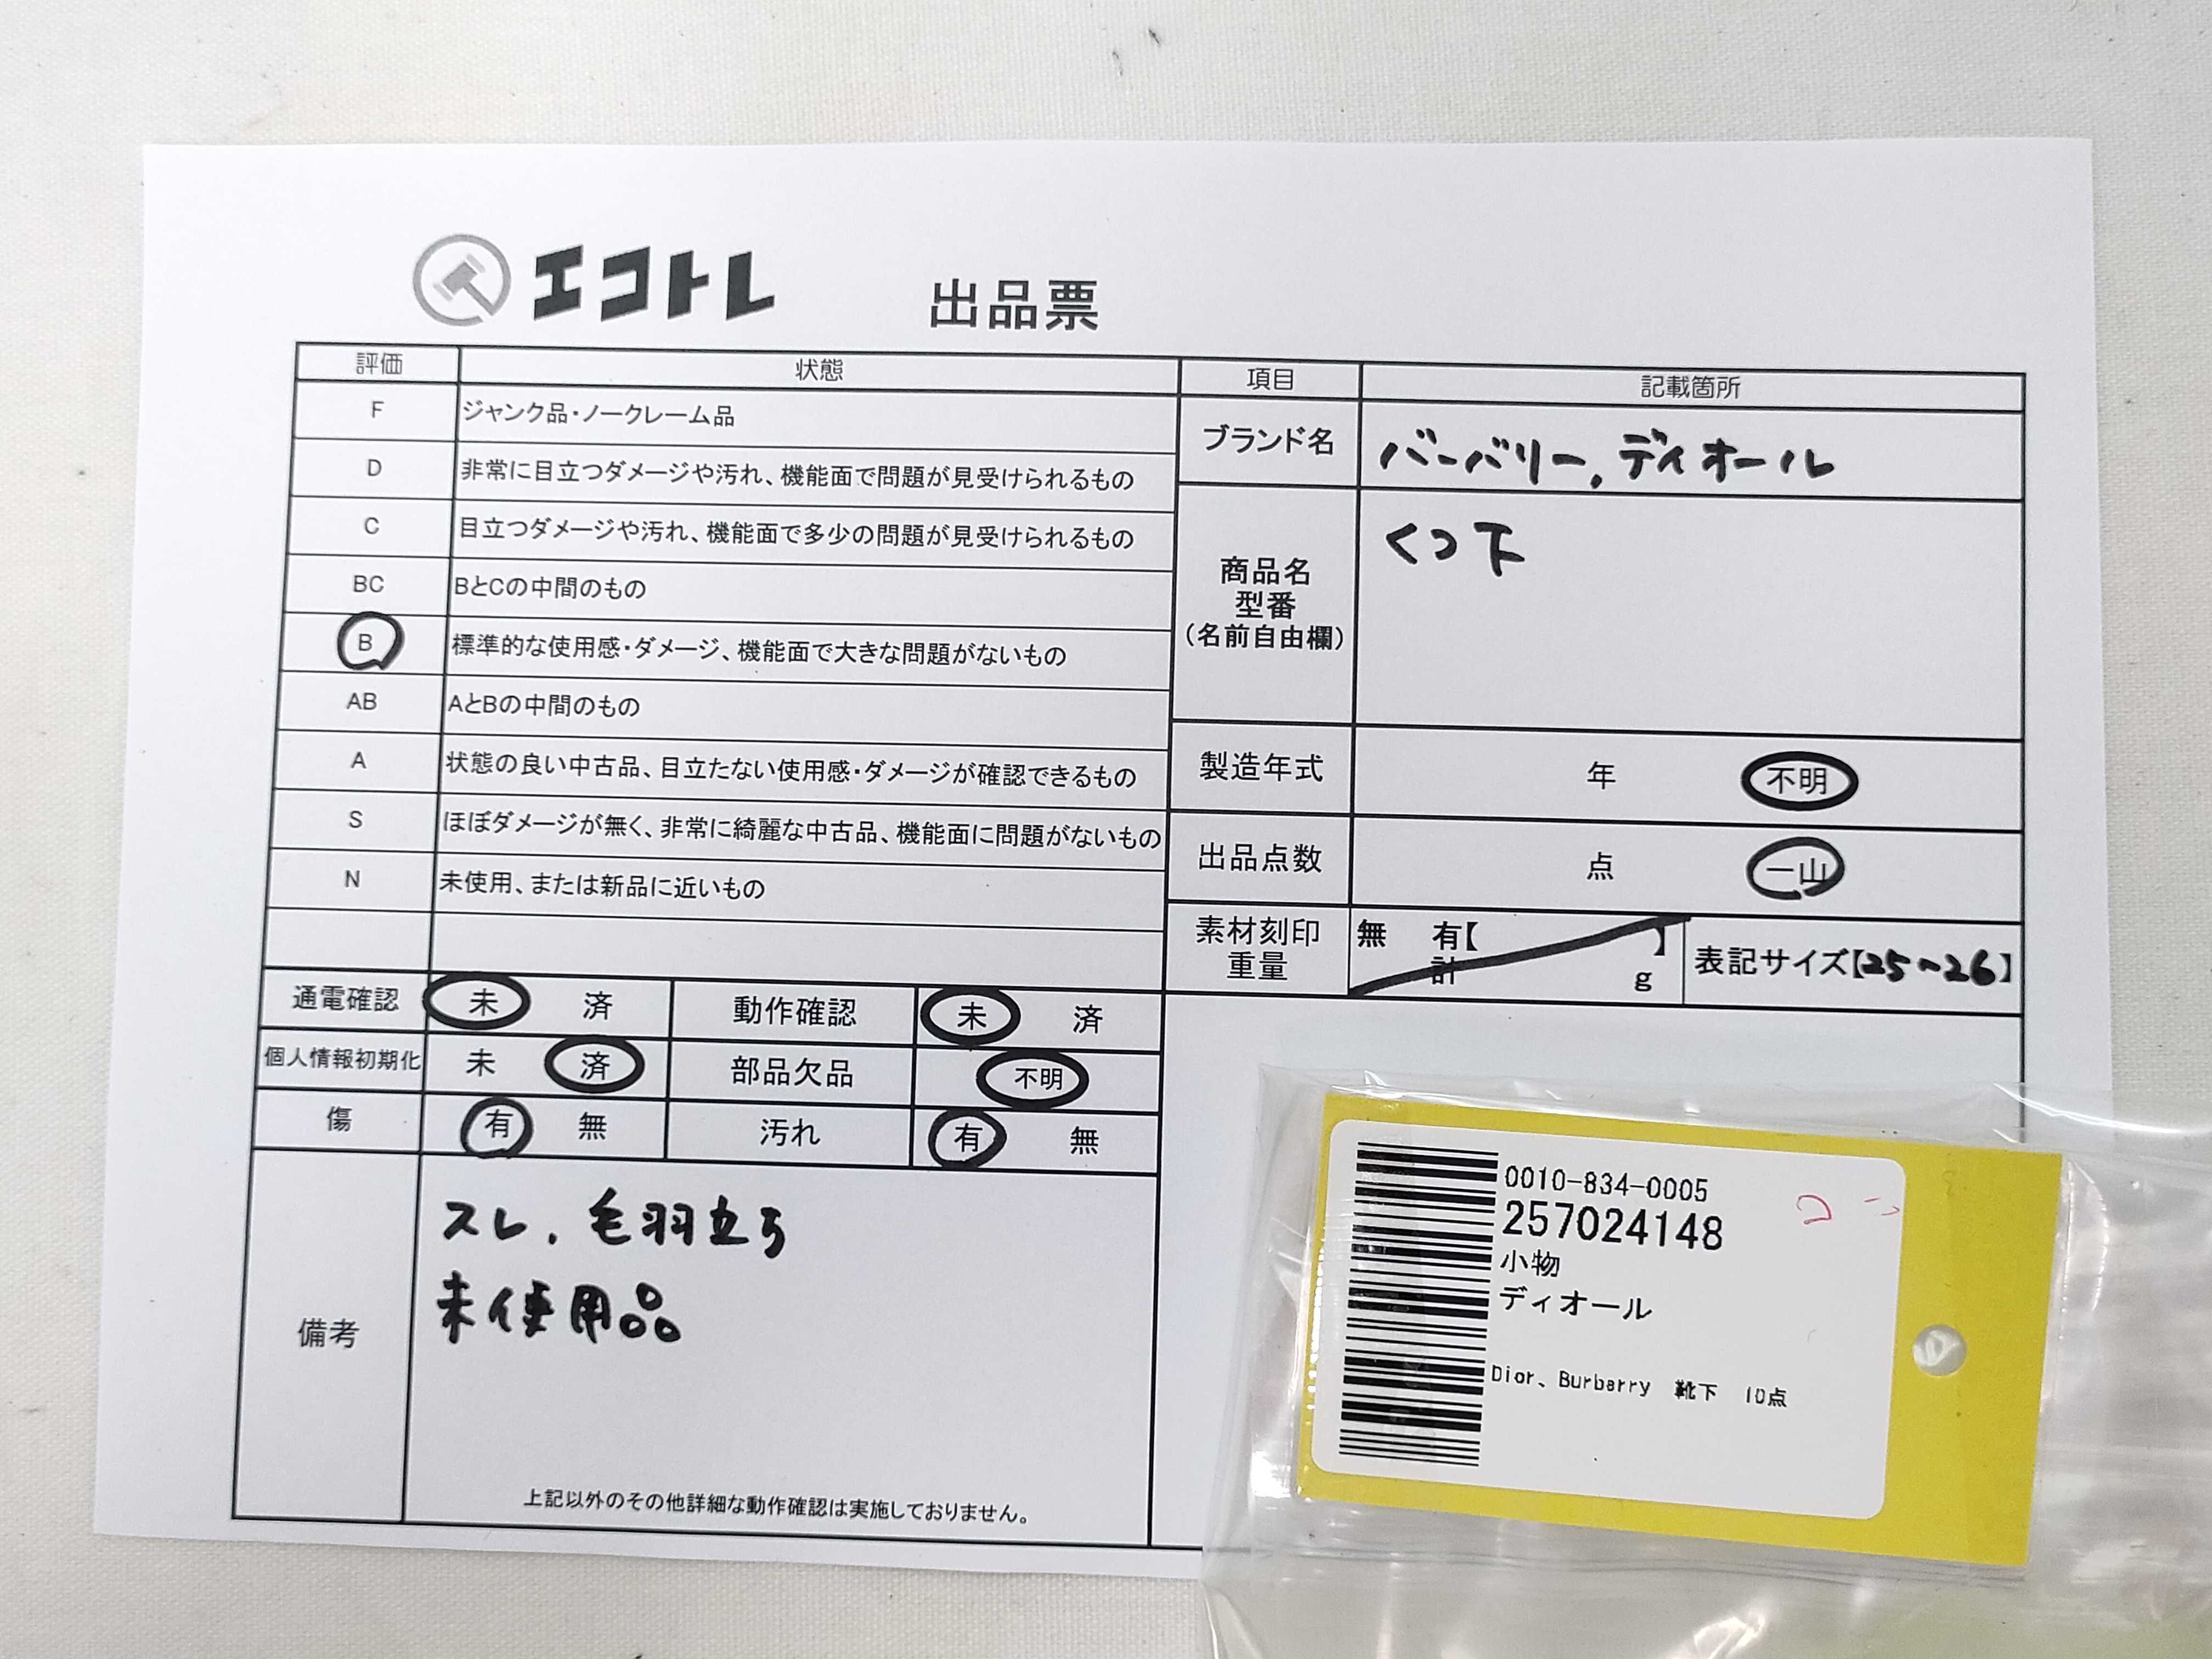 エコトレ 出品票
評価 状態 項目 記載箇所
F ジャンク品・ノークレーム品
D 非常に目立つダメージや汚れ、機能面で問題が見受けられるもの
C 目立つダメージや汚れ、機能面で多少の問題が見受けられるもの
BC BとCの中間のもの
B 標準的な使用感・ダメージ、機能面で大きな問題がないもの
AB AとBの中間のもの
A 状態の良い中古品、目立たない使用感・ダメージが確認できるもの
S ほぼダメージが無く、非常に綺麗な中古品、機能面に問題がないもの
N 未使用、または新品に近いもの
ブランド名 バーバリー, ディオール
商品名
型番
(名前自由欄)
くつ下
製造年式 年 不明
出品点数 点 一山
素材刻印
重量
無 有【 】
計 g
表記サイズ【25~26】
通電確認 未 済 動作確認 未 済
個人情報初期化 未 済 部品欠品 不明
傷 有 無 汚れ 有 無
備考
スレ, 毛羽立ち
未使用品
上記以外のその他詳細な動作確認は実施しておりません。
0010-834-0005
257024148
小物
ディオール
Dior、Burberry 靴下 10点